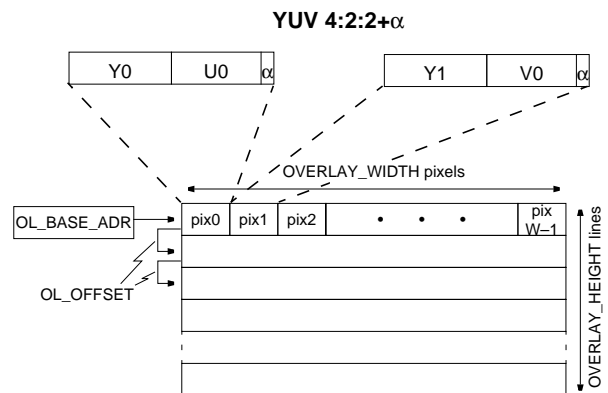 YUV 4:2:2+α
Y0 U0 α
Y1 V0 α
OVERLAY_WIDTH pixels
OL_BASE_ADR
pix0 pix1 pix2 • • • pix
W–1
OL_OFFSET
OVERLAY_HEIGHT lines